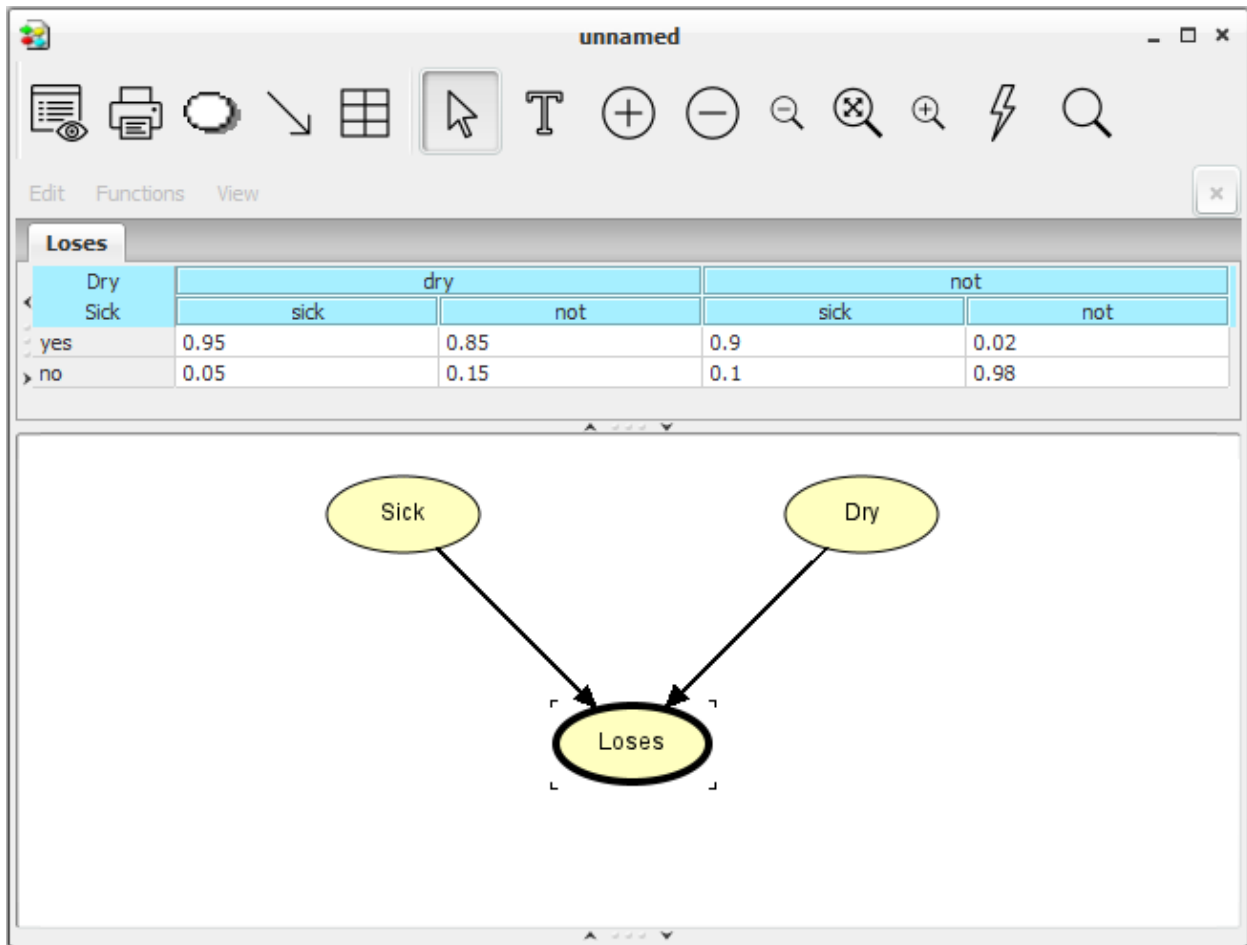 unnamed
T
Edit Functions View
Loses
Dry dry not
Sick sick not sick not
yes 0.95 0.85 0.9 0.02
no 0.05 0.15 0.1 0.98
Sick Dry
Loses